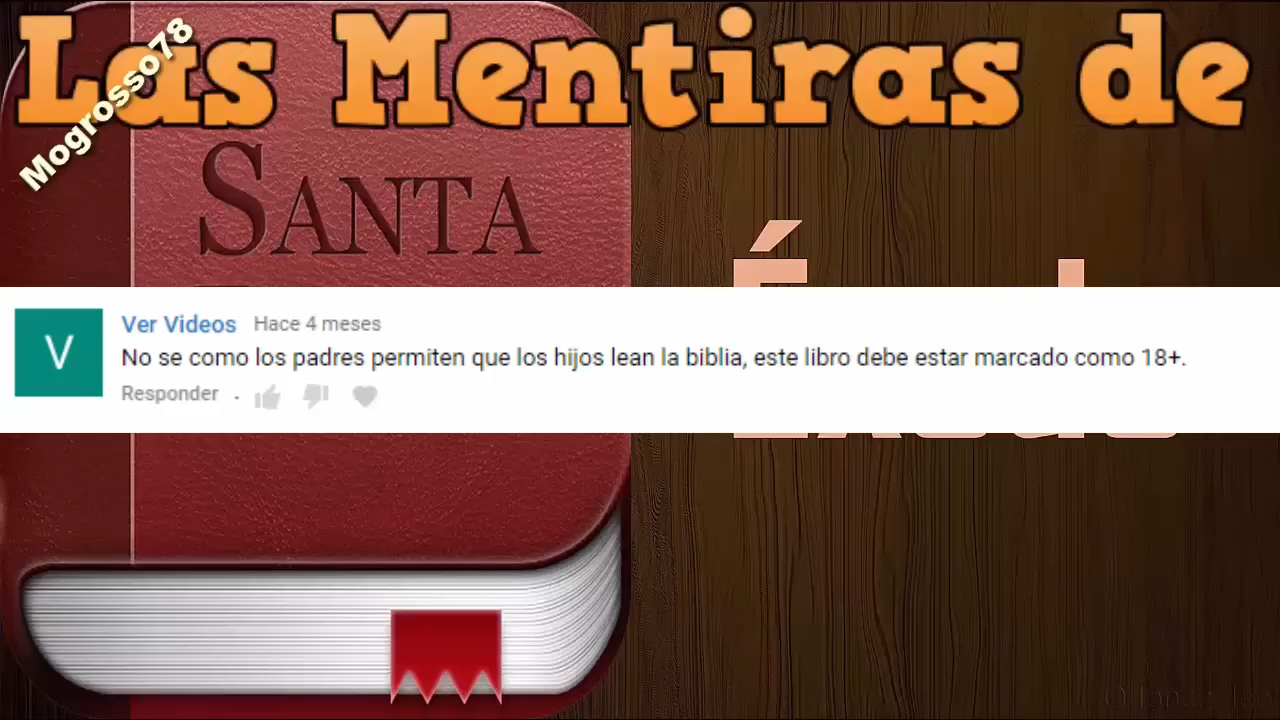 Las Mentiras de
Mogrosso78
SANTA
Ver Videos Hace 4 meses
No se como los padres permiten que los hijos lean la biblia, este libro debe estar marcado como 18+.
Responder .
V